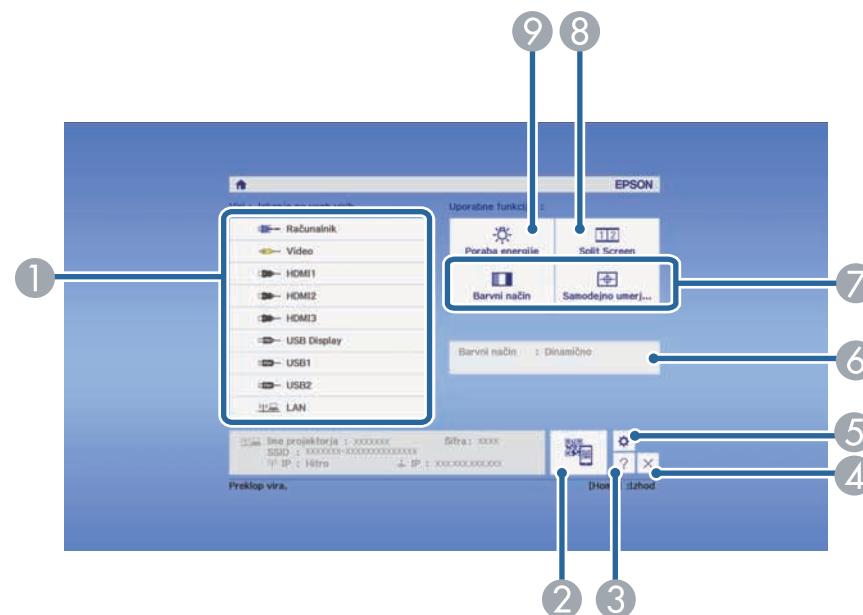 9 8
EPSON
Uporabne funkcije :
Računalnik
Video
HDMI1
HDMI2
HDMI3
USB Display
USB1
USB2
LAN
Poraba energije
Split Screen
Barvni način
Samodejno umerj...
Barvni način : Dinamično
1
7
6
5
4
Ime projektorja : xxxxxxx Šifra: xxxx
SSID : xxxxxxx-xxxxxxxxxxxxxx
IP : Hitro IP : xxx.xxx.xxx.xxx
Preklop vira. :Izhod
2 3